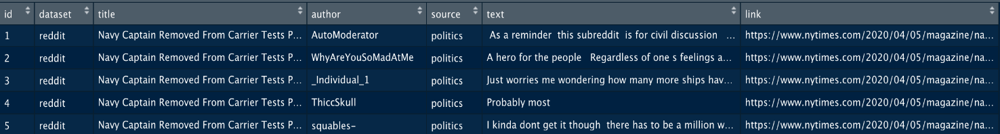 id dataset title author source text link
1 reddit Navy Captain Removed From Carrier Tests P... AutoModerator politics As a reminder this subreddit is for civil discussion ... https://www.nytimes.com/2020/04/05/magazine/na...
2 reddit Navy Captain Removed From Carrier Tests P... WhyAreYouSoMadAtMe politics A hero for the people Regardless of one s feelings a... https://www.nytimes.com/2020/04/05/magazine/na...
3 reddit Navy Captain Removed From Carrier Tests P... _Individual_1 politics Just worries me wondering how many more ships hav... https://www.nytimes.com/2020/04/05/magazine/na...
4 reddit Navy Captain Removed From Carrier Tests P... ThiccSkull politics Probably most https://www.nytimes.com/2020/04/05/magazine/na...
5 reddit Navy Captain Removed From Carrier Tests P... squables- politics I kinda dont get it though there has to be a million w... https://www.nytimes.com/2020/04/05/magazine/na...